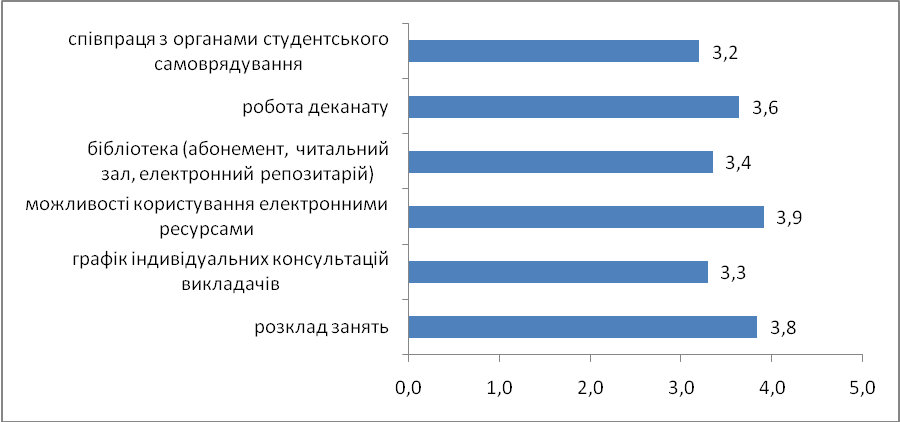 співпраця з органами студентського
самоврядування
3,2
робота деканату
3,6
бібліотека (абонемент, читальний
зал, електронний репозитарій)
3,4
можливості користування електронними
ресурсами
3,9
графік індивідуальних консультацій
викладачів
3,3
розклад занять
3,8
0,0 1,0 2,0 3,0 4,0 5,0